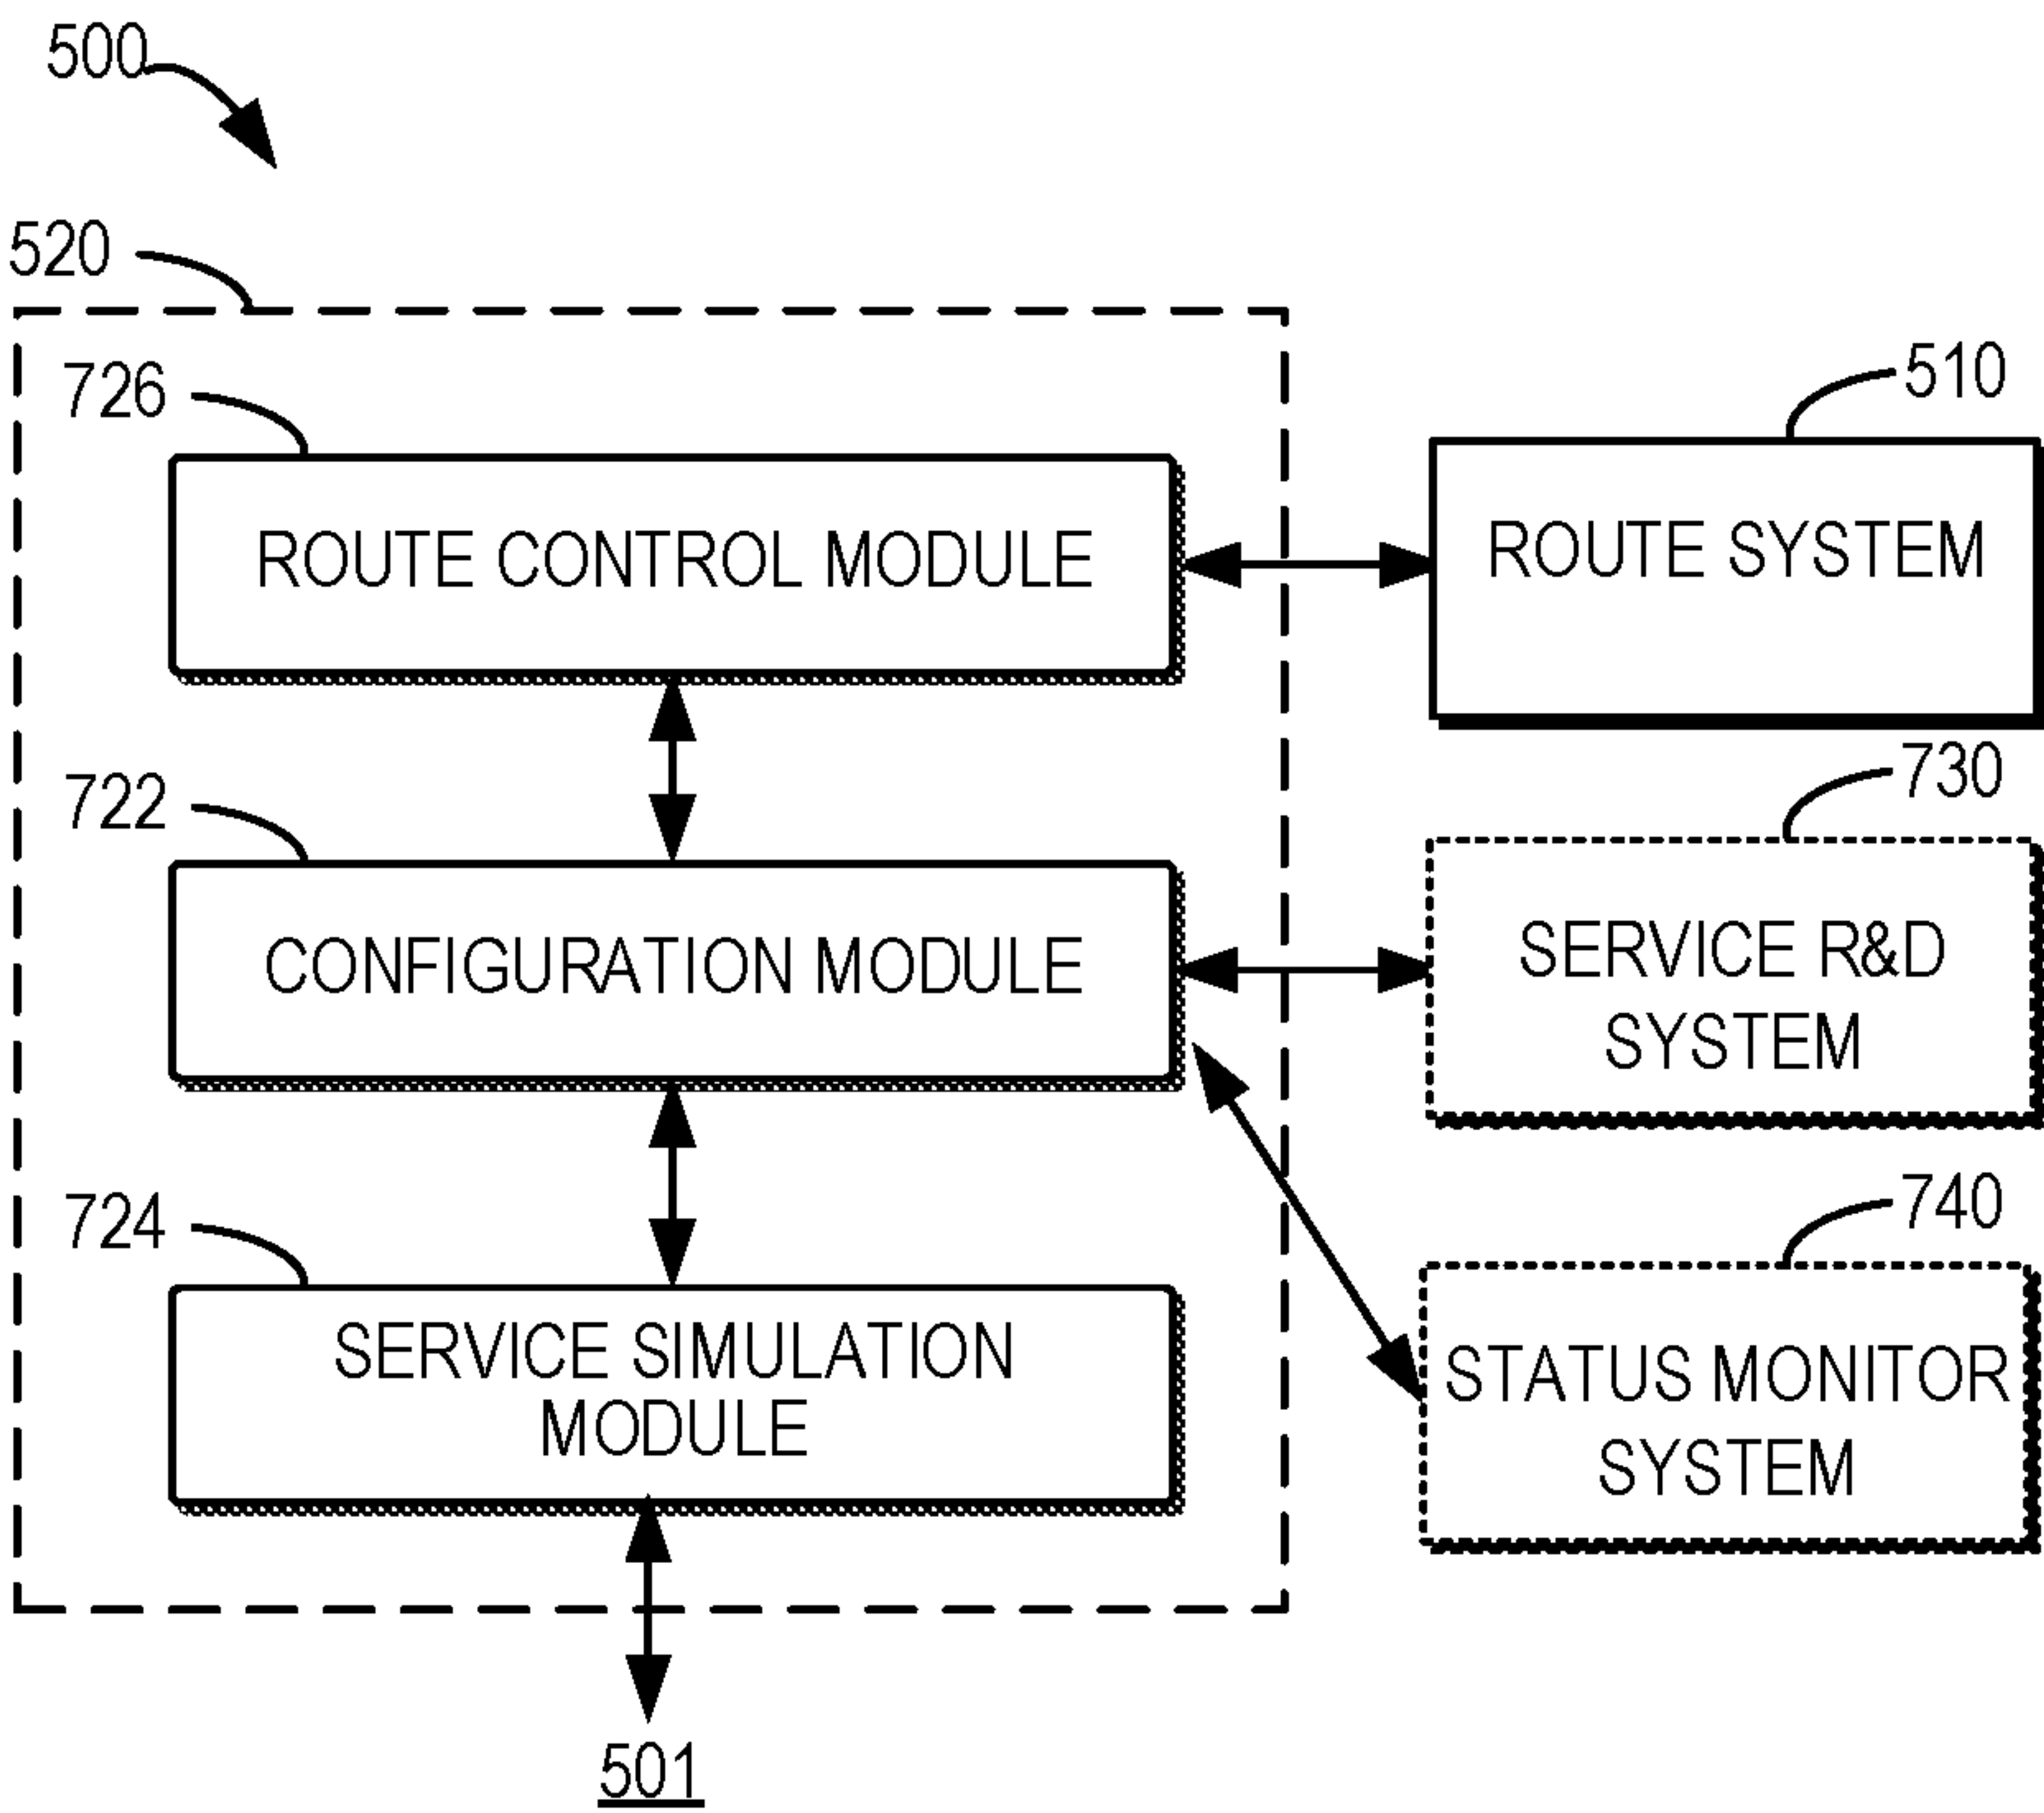 500
520
726
510
ROUTE CONTROL MODULE
ROUTE SYSTEM
722
730
CONFIGURATION MODULE
SERVICE R&D
SYSTEM
724
740
SERVICE SIMULATION
MODULE
STATUS MONITOR
SYSTEM
501